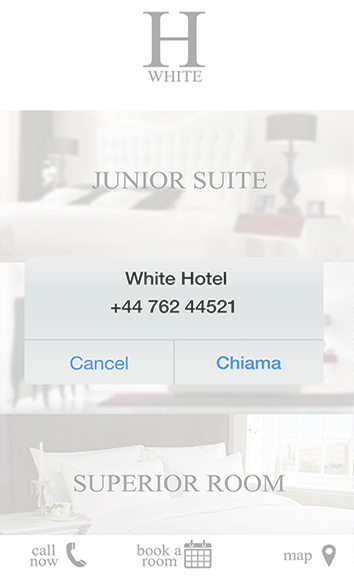 H
WHITE
JUNIOR SUITE
White Hotel
+44 762 44521
Cancel Chiama
SUPERIOR ROOM
call
now
book a
room
map